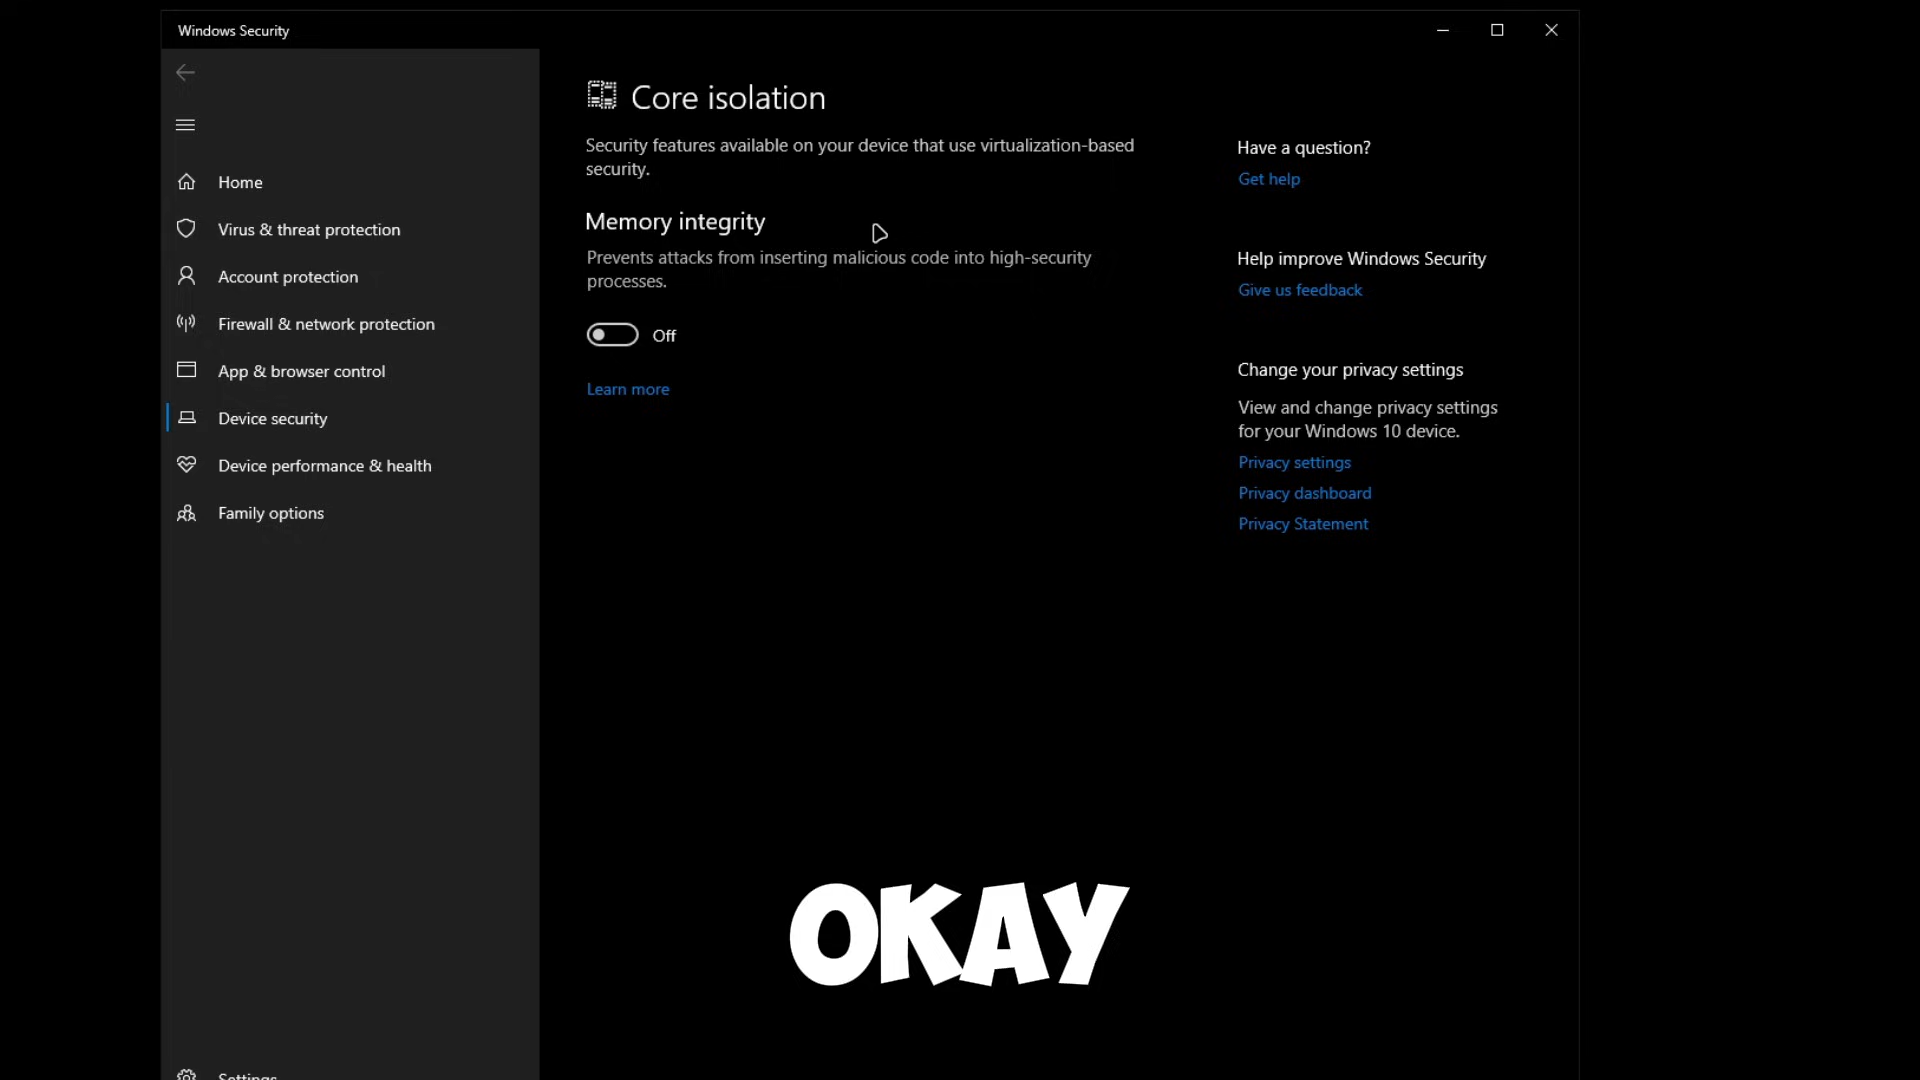 Windows Security
Home
Virus & threat protection
Account protection
Firewall & network protection
App & browser control
Device security
Device performance & health
Family options
Settings
Core isolation
Security features available on your device that use virtualization-based
security.
Memory integrity
Prevents attacks from inserting malicious code into high-security
processes.
Off
Learn more
Have a question?
Get help
Help improve Windows Security
Give us feedback
Change your privacy settings
View and change privacy settings
for your Windows 10 device.
Privacy settings
Privacy dashboard
Privacy Statement
OKAY